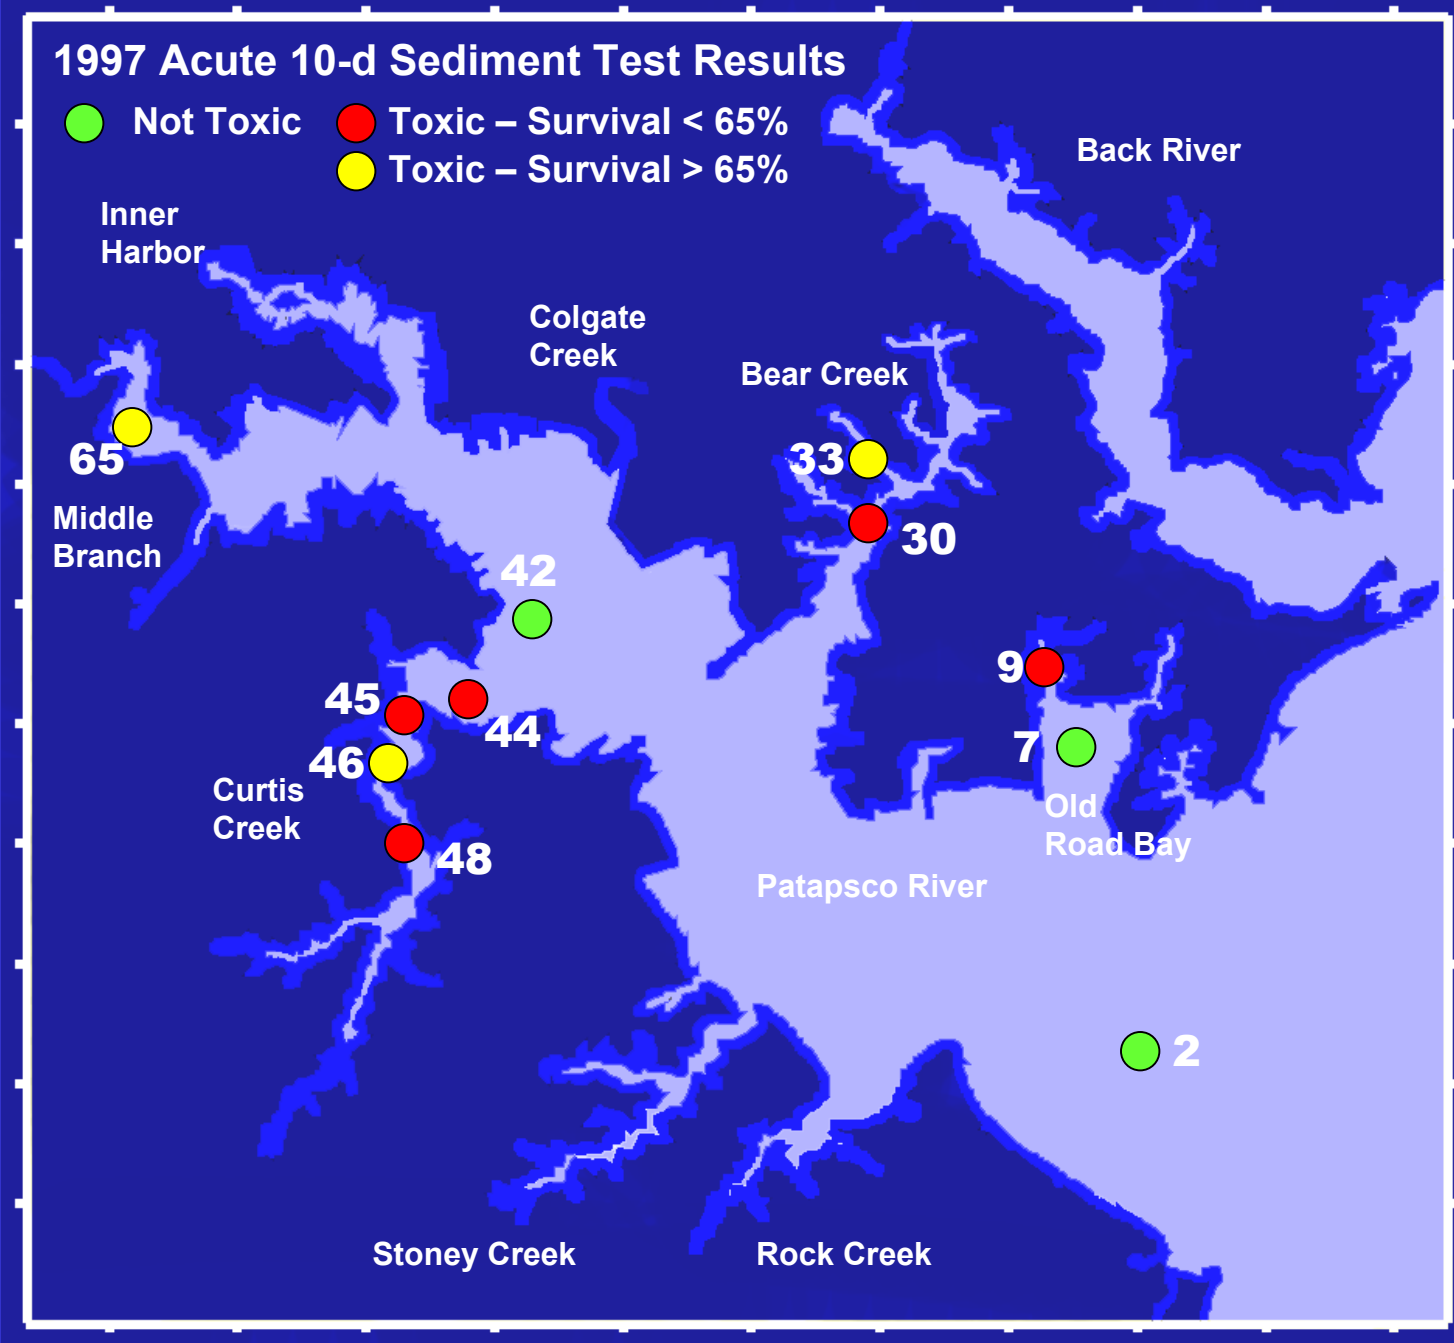 1997 Acute 10-d Sediment Test Results
Not Toxic
Toxic – Survival < 65%
Toxic – Survival > 65%
Back River
Inner
Harbor
Colgate
Creek
Bear Creek
65
33
Middle
Branch
30
42
9
45
44
7
46
Curtis
Creek
Old
Road Bay
48
Patapsco River
2
Stoney Creek
Rock Creek